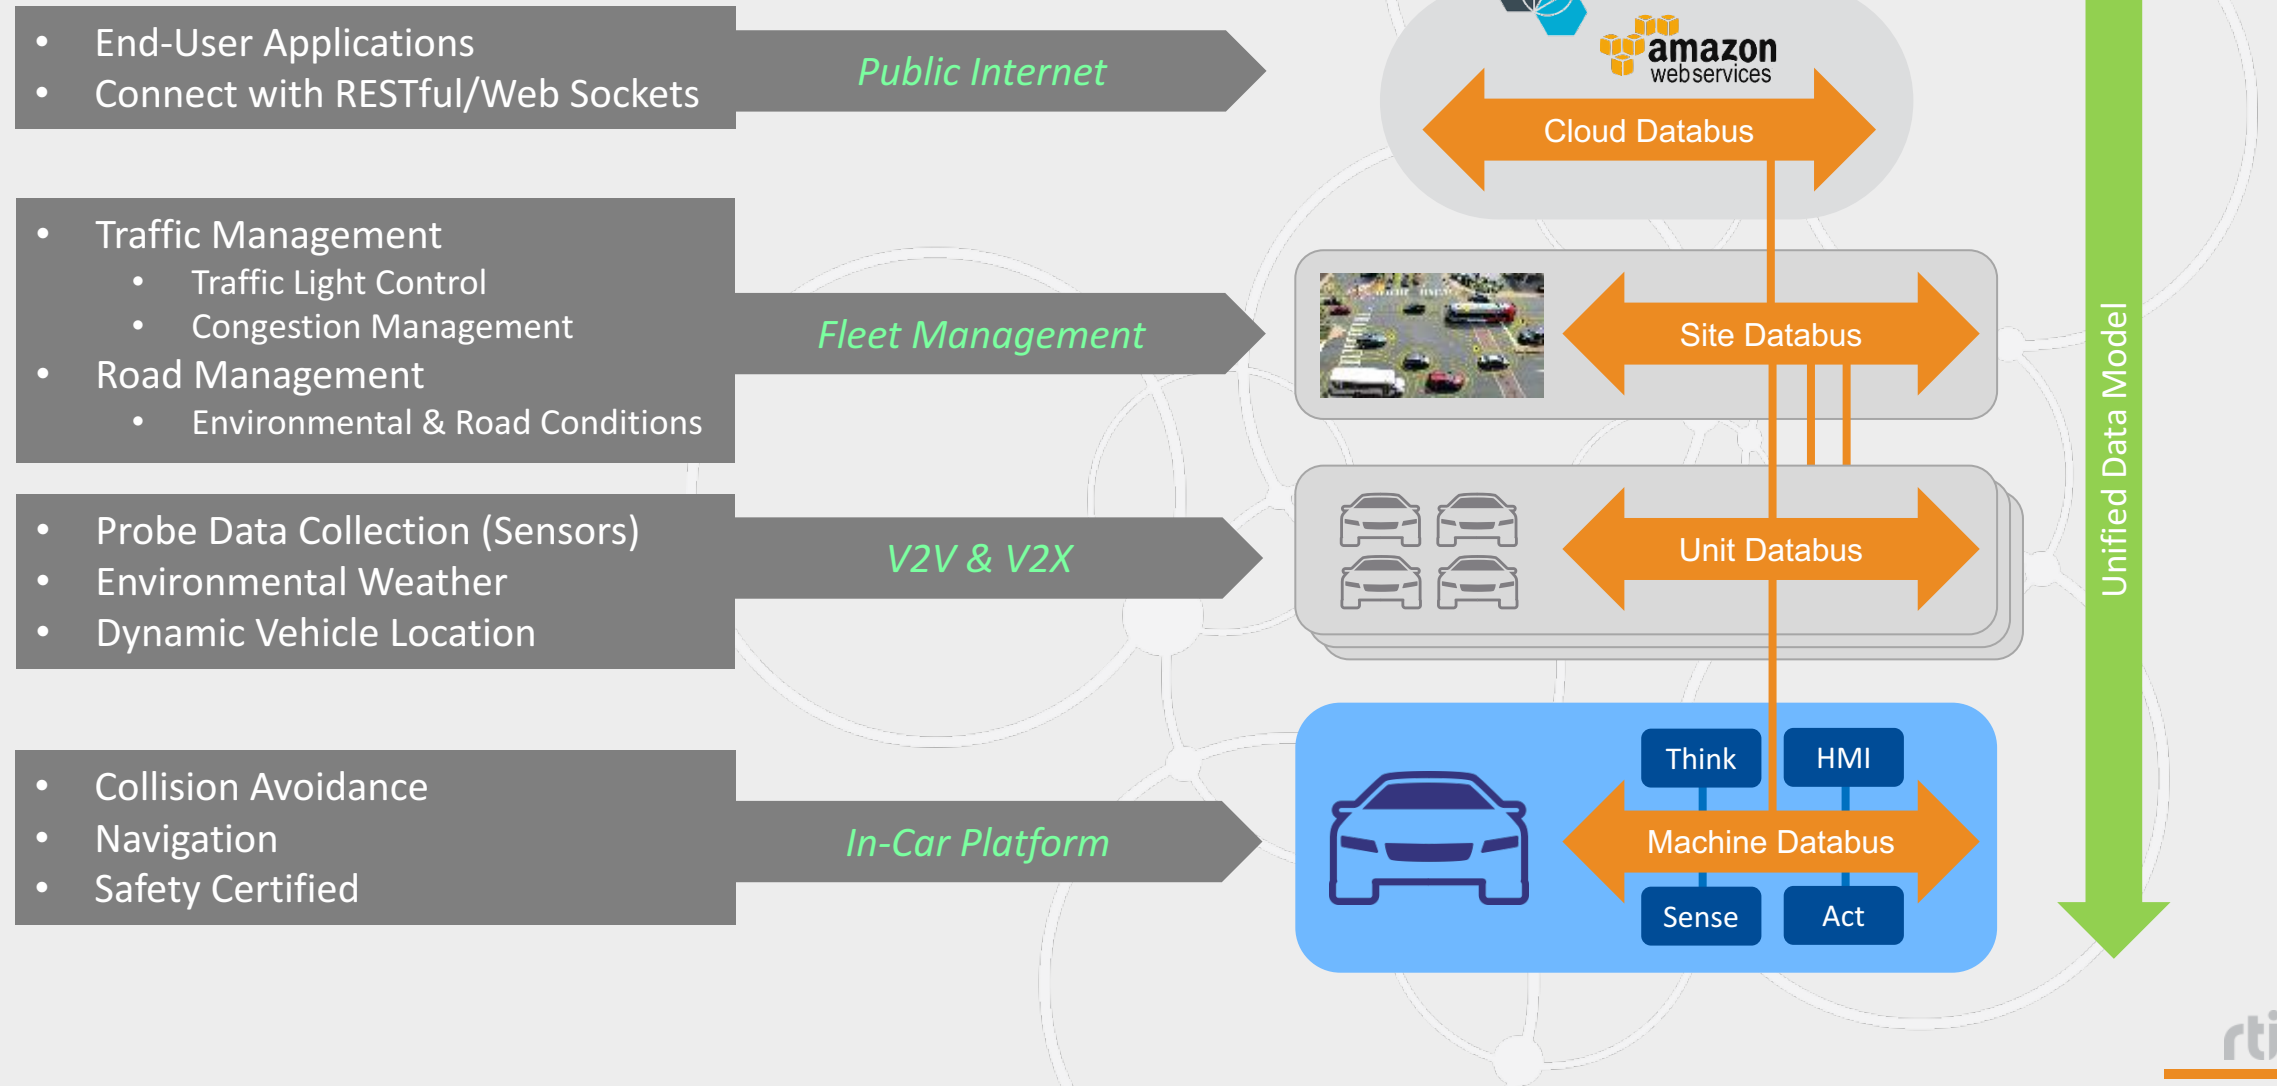 End-User Applications
Connect with RESTful/Web Sockets
Public Internet
amazon
webservices
Cloud Databus
Traffic Management
Traffic Light Control
Congestion Management
Road Management
Environmental & Road Conditions
Fleet Management
Site Databus
Probe Data Collection (Sensors)
Environmental Weather
Dynamic Vehicle Location
V2V & V2X
Unit Databus
Collision Avoidance
Navigation
Safety Certified
In-Car Platform
Think
HMI
Machine Databus
Sense
Act
Unified Data Model
rti